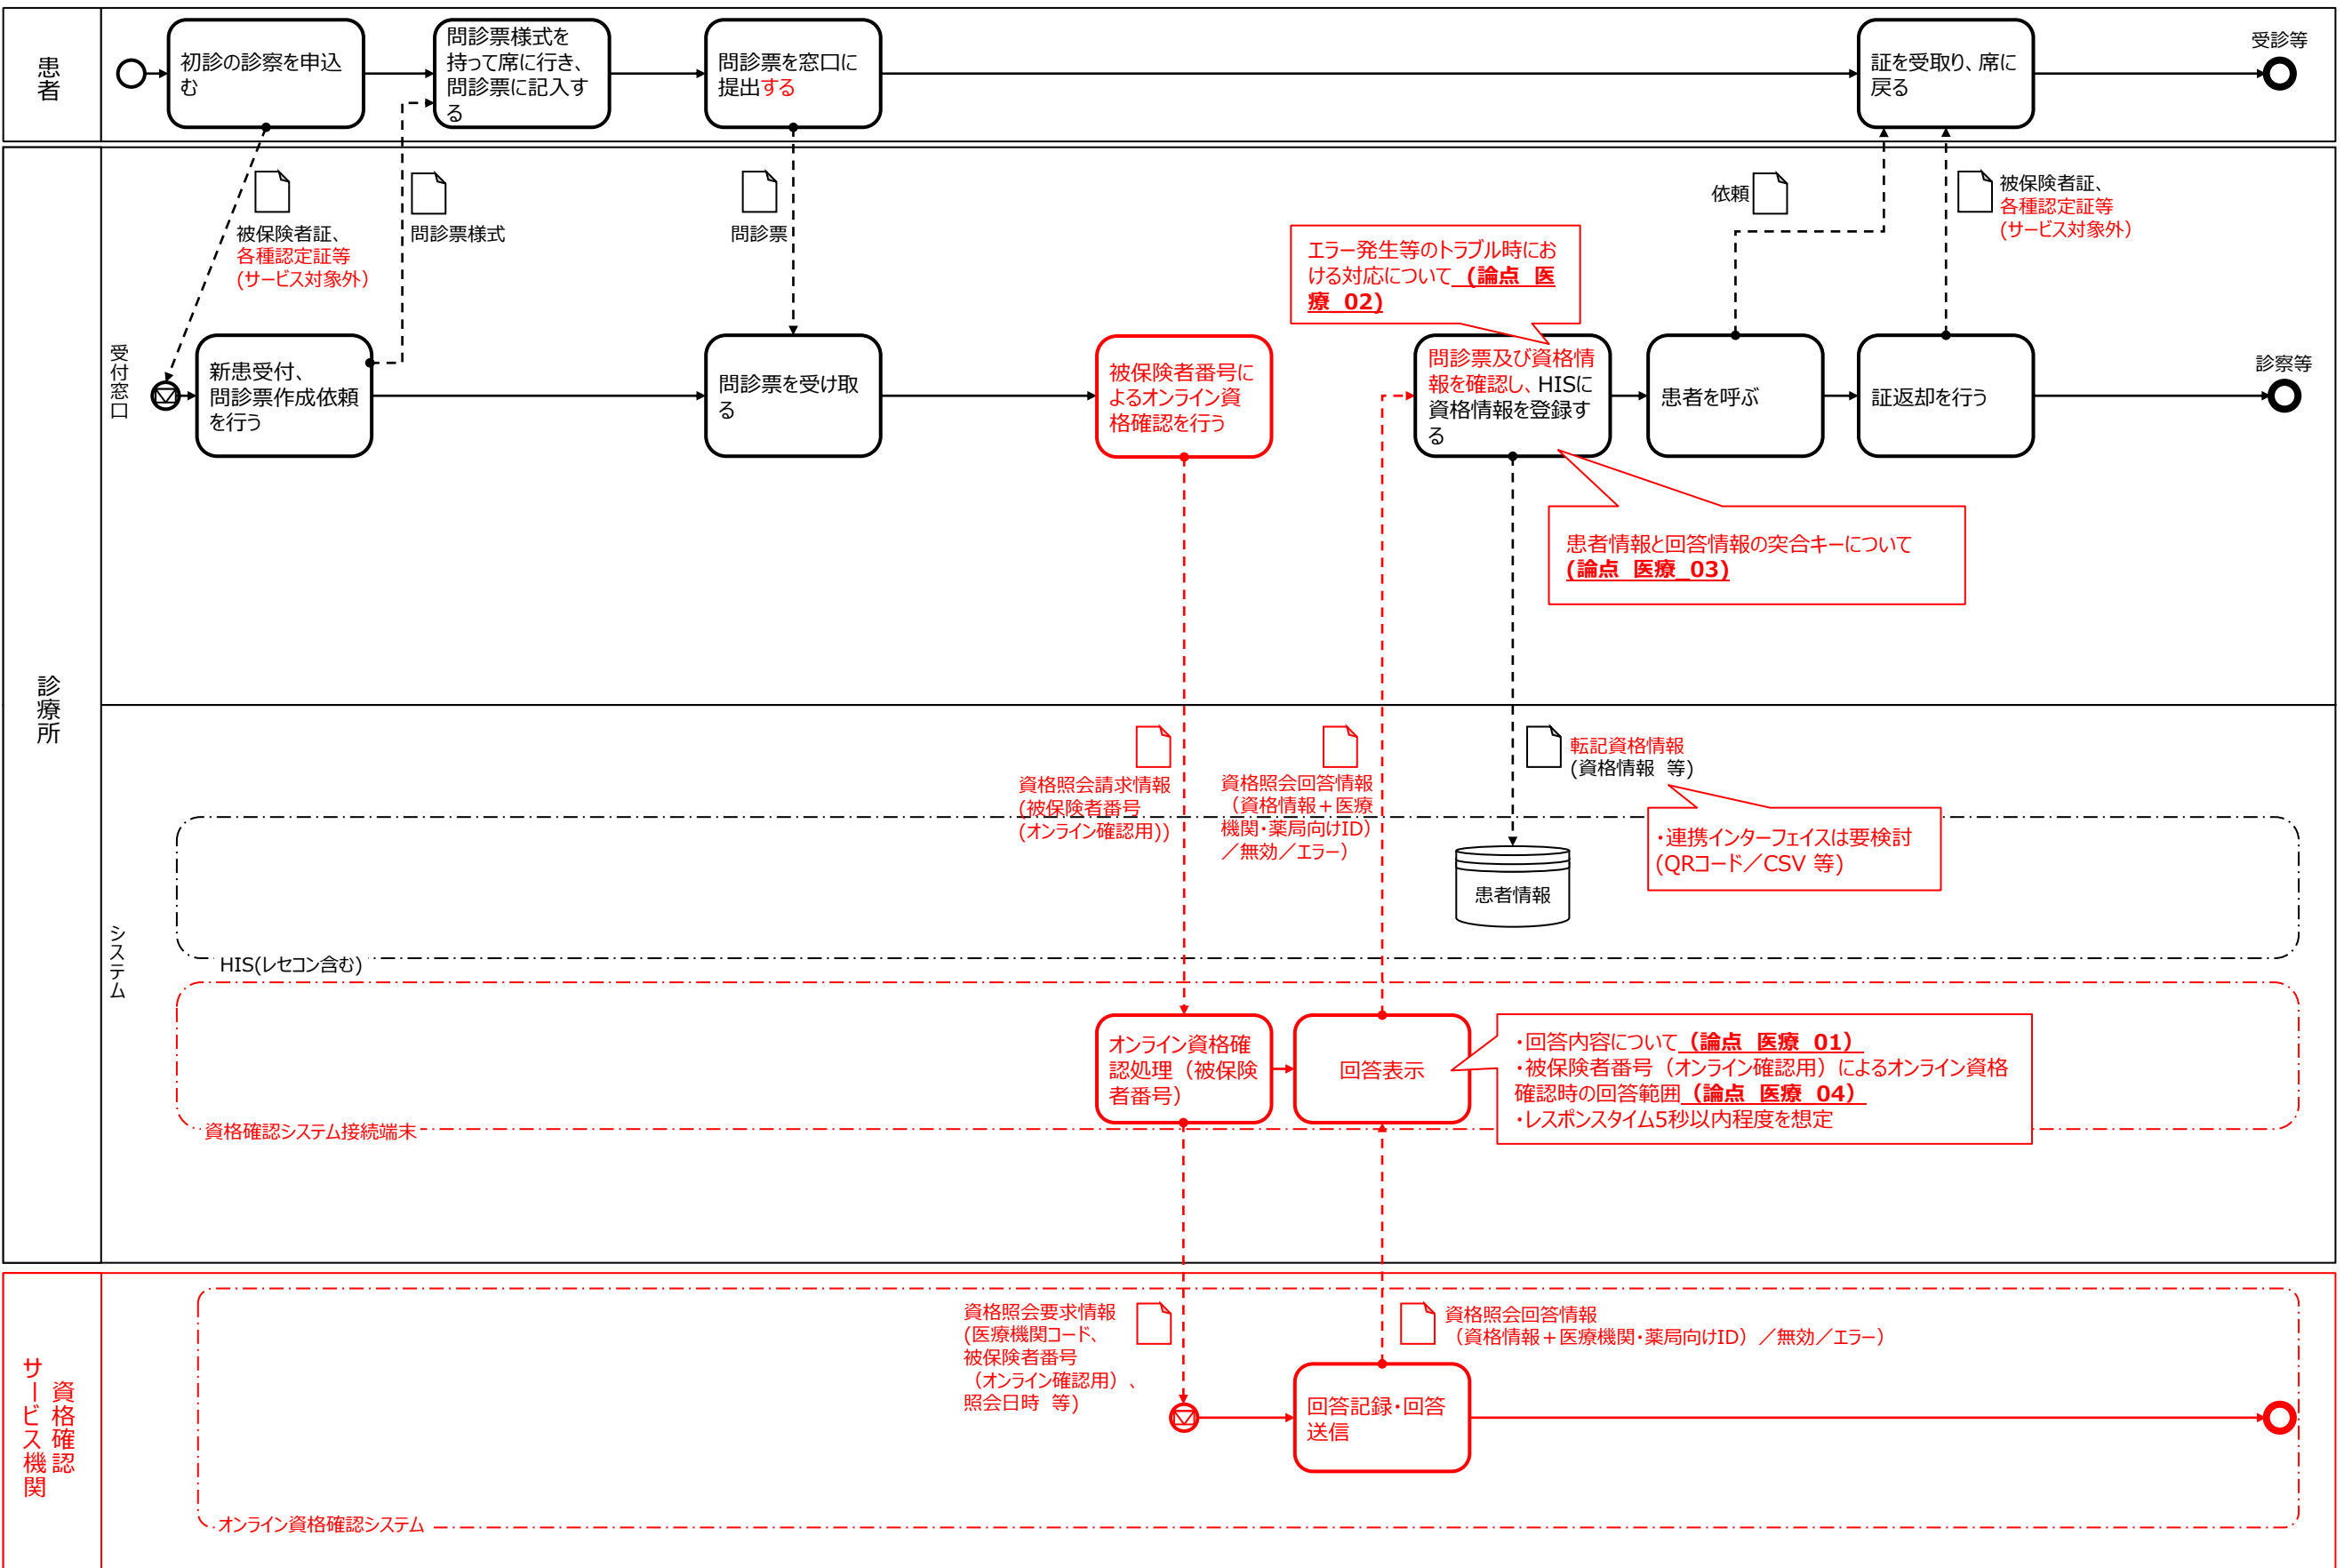 患者
初診の診察を申込
む
問診票様式を
持って席に行き、
問診票に記入す
る
問診票を窓口に
提出する
証を受取り、席に
戻る
受診等
診療所
受付窓口
被保険者証、
各種認定証等
(サービス対象外)
問診票様式
問診票
依頼
被保険者証、
各種認定証等
(サービス対象外)
エラー発生等のトラブル時にお
ける対応について (論点 医
療_02)
新患受付、
問診票作成依頼
を行う
問診票を受け取
る
被保険者番号に
よるオンライン資
格確認を行う
問診票及び資格情
報を確認し、HISに
資格情報を登録す
る
患者を呼ぶ
証返却を行う
診察等
患者情報と回答情報の突合キーについて
(論点 医療_03)
システム
資格照会請求情報
(被保険者番号
(オンライン確認用))
資格照会回答情報
(資格情報+医療
機関・薬局向けID)
/無効/エラー)
転記資格情報
(資格情報 等)
・連携インターフェイスは要検討
(QRコード/CSV 等)
患者情報
HIS(レセコン含む)
オンライン資格確
認処理(被保険
者番号)
回答表示
・回答内容について (論点 医療_01)
・被保険者番号(オンライン確認用)によるオンライン資格
確認時の回答範囲 (論点 医療_04)
・レスポンスタイム5秒以内程度を想定
資格確認システム接続端末
資格確認
サービス機関
資格照会要求情報
(医療機関コード、
被保険者番号
(オンライン確認用)、
照会日時 等)
資格照会回答情報
(資格情報+医療機関・薬局向けID)/無効/エラー)
回答記録・回答
送信
オンライン資格確認システム